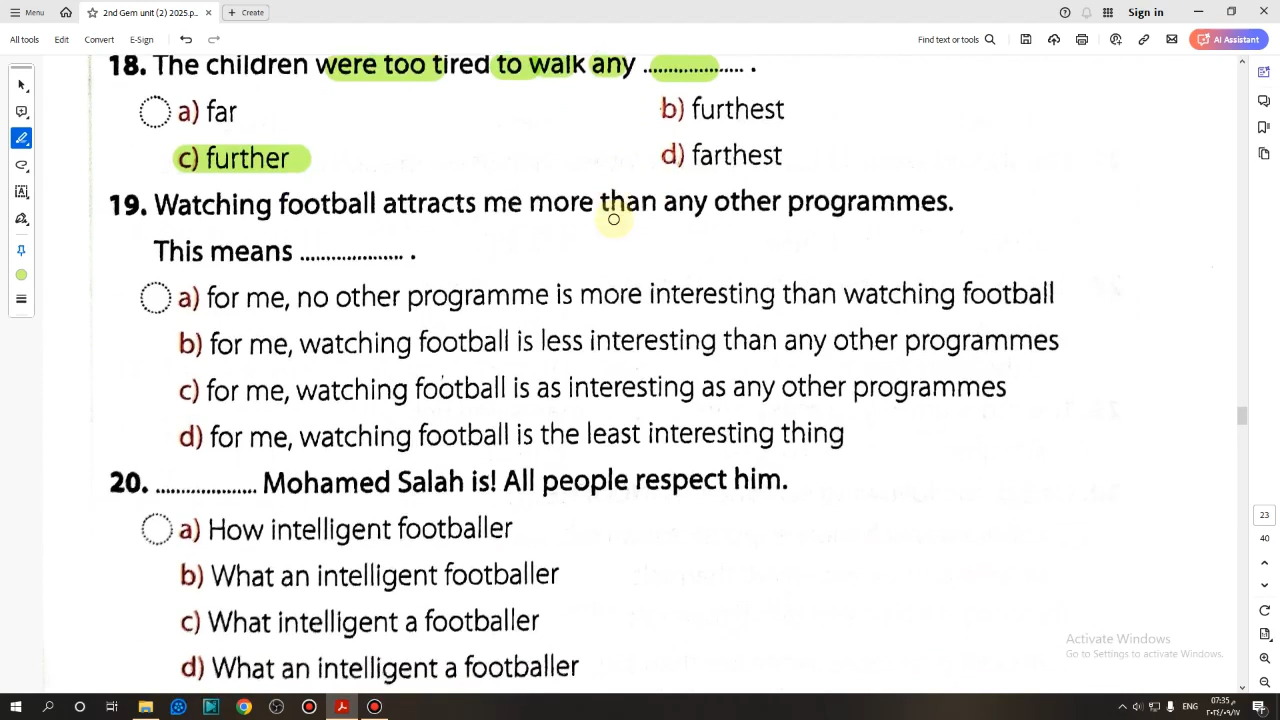 Menu
2nd Gem unit (2) 2025.p...
Create
Sign in
All tools
Edit
Convert
E-Sign
Find text or tools
AI Assistant
18. The children were too tired to walk any .................... .
a) far
b) furthest
c) further
d) farthest
19. Watching football attracts me more than any other programmes.
This means .................... .
a) for me, no other programme is more interesting than watching football
b) for me, watching football is less interesting than any other programmes
c) for me, watching football is as interesting as any other programmes
d) for me, watching football is the least interesting thing
20. .................... Mohamed Salah is! All people respect him.
a) How intelligent footballer
b) What an intelligent footballer
c) What intelligent a footballer
d) What an intelligent a footballer
23
40
Activate Windows
Go to Settings to activate Windows.
ENG
07:35 م